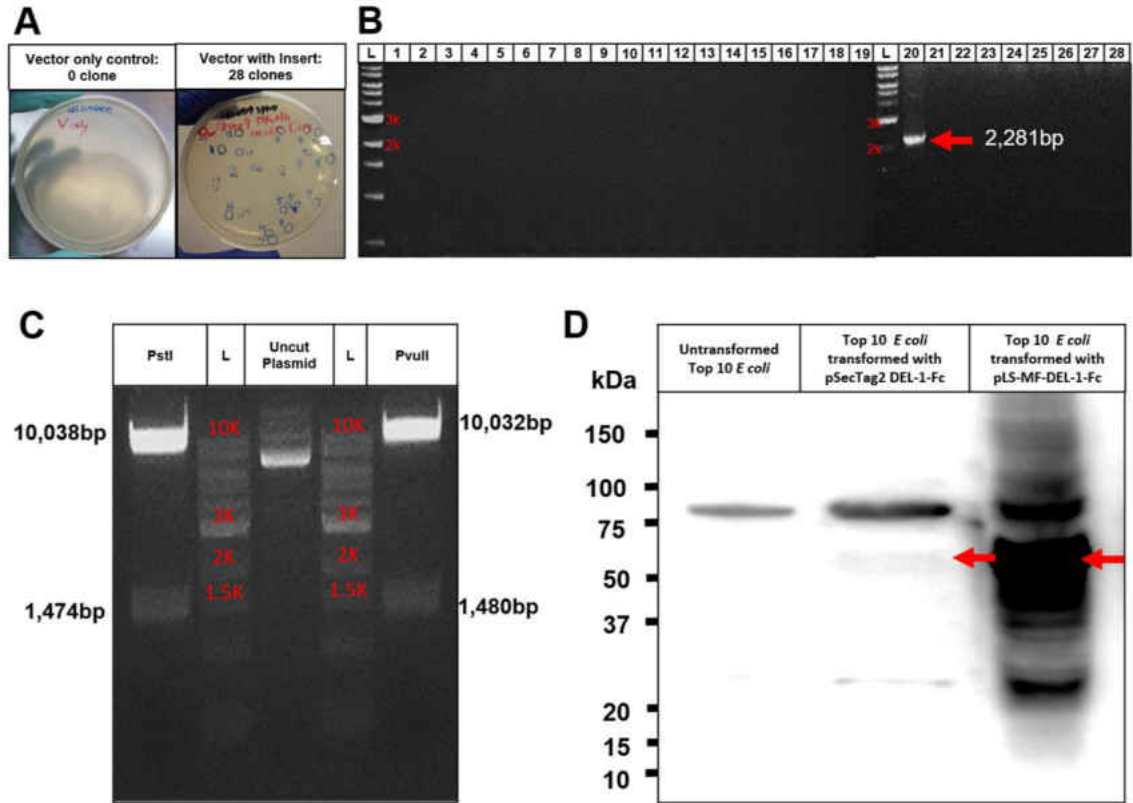 A
Vector only control:
0 clone
Vector with Insert:
28 clones
V only
B
L 1 2 3 4 5 6 7 8 9 10 11 12 13 14 15 16 17 18 19 L 20 21 22 23 24 25 26 27 28
3k
2k
3k
2k
2,281bp
C
PstI
L
Uncut
Plasmid
L
PvuII
10,038bp
10K
10K
10,032bp
3K
3K
2K
2K
1.5K
1.5K
1,474bp
1,480bp
D
kDa
Untransformed
Top 10 E coli
Top 10 E coli
transformed with
pSecTag2 DEL-1-Fc
Top 10 E coli
transformed with
pLS-MF-DEL-1-Fc
150
100
75
50
37
20
15
10